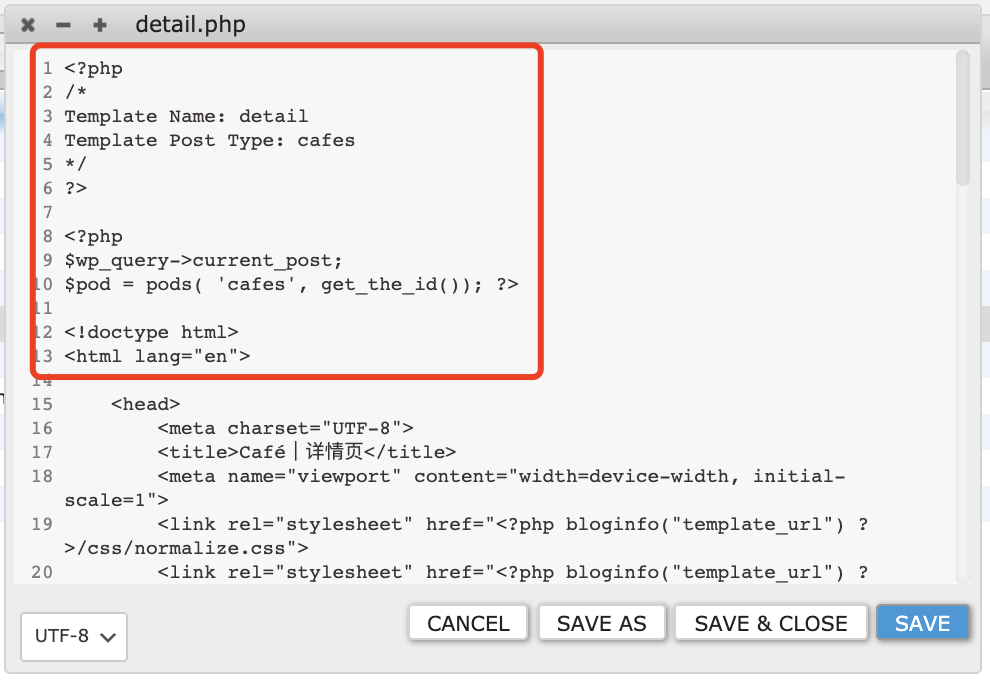 detail.php
1 <?php
2 /*
3 Template Name: detail
4 Template Post Type: cafes
5 */
6 ?>
7
8 <?php
9 $wp_query->current_post;
10 $pod = pods( 'cafes', get_the_id()); ?>
11
12 <!doctype html>
13 <html lang="en">
14
15     <head>
16         <meta charset="UTF-8">
17         <title>Café｜详情页</title>
18         <meta name="viewport" content="width=device-width, initial-
scale=1">
19         <link rel="stylesheet" href="<?php bloginfo("template_url") ?
>/css/normalize.css">
20         <link rel="stylesheet" href="<?php bloginfo("template_url") ?
UTF-8
CANCEL SAVE AS SAVE & CLOSE SAVE